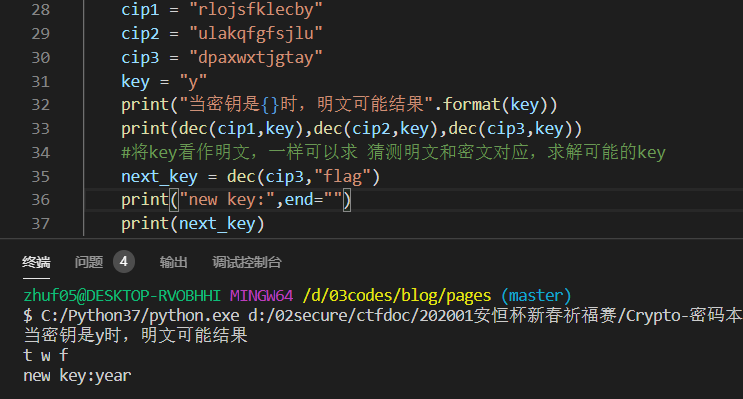 28 cip1 = "rlojsfklecby"
29 cip2 = "ulakqfgfsjlu"
30 cip3 = "dpaxwxtjgtay"
31 key = "y"
32 print("当密钥是{}时，明文可能结果".format(key))
33 print(dec(cip1,key),dec(cip2,key),dec(cip3,key))
34 #将key看作明文，一样可以求 猜测明文和密文对应，求解可能的key
35 next_key = dec(cip3,"flag")
36 print("new key:",end="")
37 print(next_key)
终端 问题 4 输出 调试控制台
zhuf05@DESKTOP-RVOBHHI MINGW64 /d/03codes/blog/pages (master)
$ C:/Python37/python.exe d:/02secure/ctfdoc/202001安恒杯新春祈福赛/Crypto-密码本
当密钥是y时，明文可能结果
t w f
new key:year